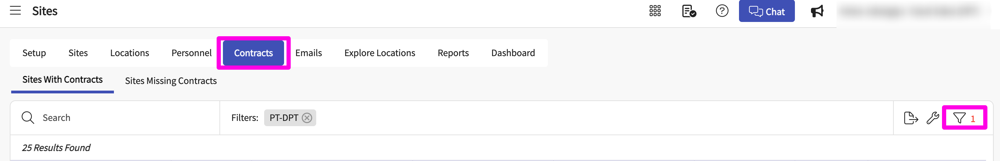 Sites
Chat
Setup Sites Locations Personnel Contracts Emails Explore Locations Reports Dashboard
Sites With Contracts Sites Missing Contracts
Search Filters: PT-DPT 1
25 Results Found